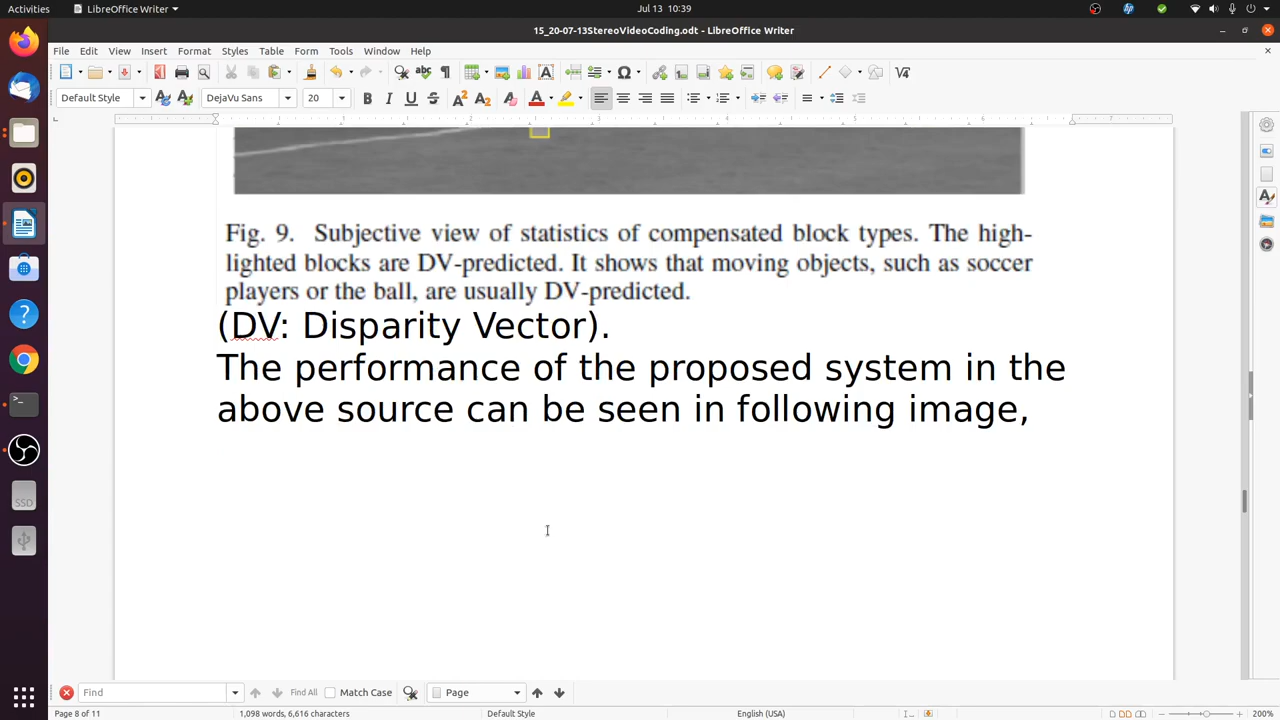 Activities
LibreOffice Writer
Jul 13 10:39
15_20-07-13StereoVideoCoding.odt - LibreOffice Writer
File Edit View Insert Format Styles Table Form Tools Window Help
Default Style
DejaVu Sans
20
Fig. 9. Subjective view of statistics of compensated block types. The high-
lighted blocks are DV-predicted. It shows that moving objects, such as soccer
players or the ball, are usually DV-predicted.
(DV: Disparity Vector).
The performance of the proposed system in the
above source can be seen in following image,
Find
Find All
Match Case
Page
Page 8 of 11
1,098 words, 6,616 characters
Default Style
English (USA)
200%